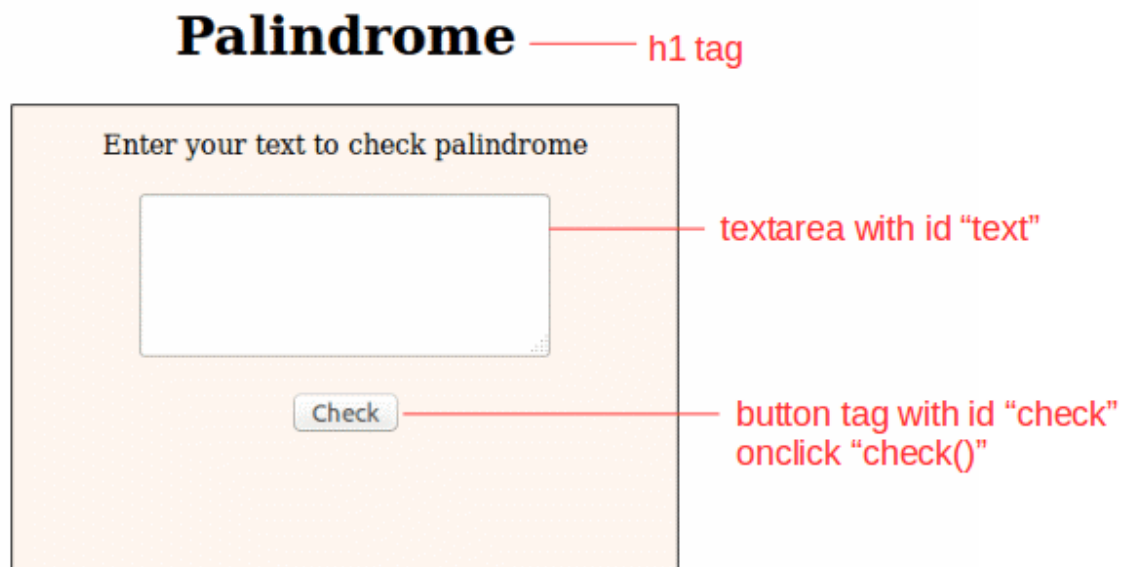 Palindrome
h1 tag
Enter your text to check palindrome
textarea with id “text”
Check
button tag with id “check”
onclick “check()”